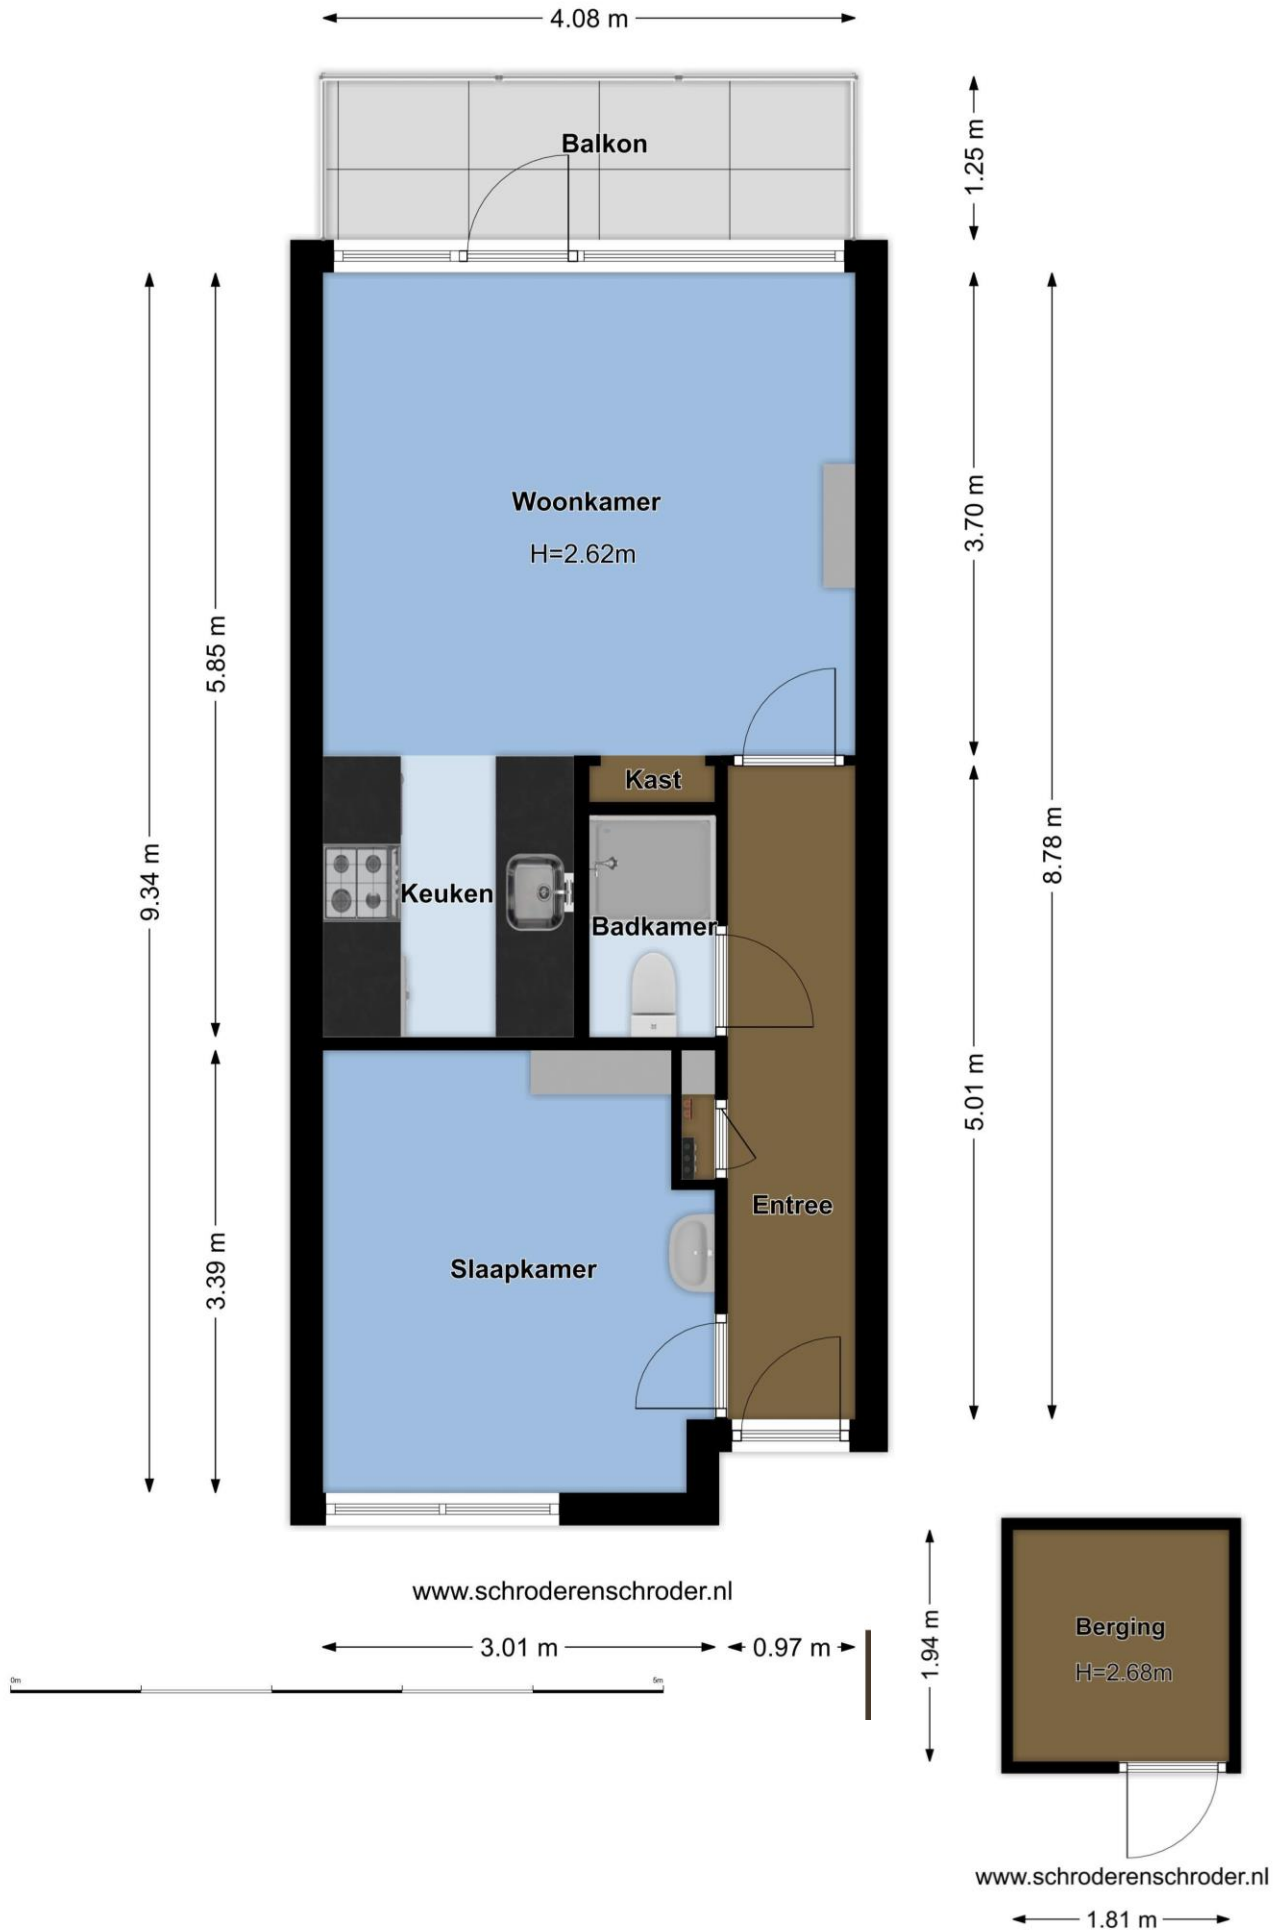 4.08 m
Balkon
1.25 m
Woonkamer
H=2.62m
3.70 m
5.85 m
Kast
9.34 m
8.78 m
Keuken
Badkamer
5.01 m
Entree
Slaapkamer
3.39 m
www.schroderenschroder.nl
3.01 m
0.97 m
0m
5m
1.94 m
Berging
H=2.68m
www.schroderenschroder.nl
1.81 m